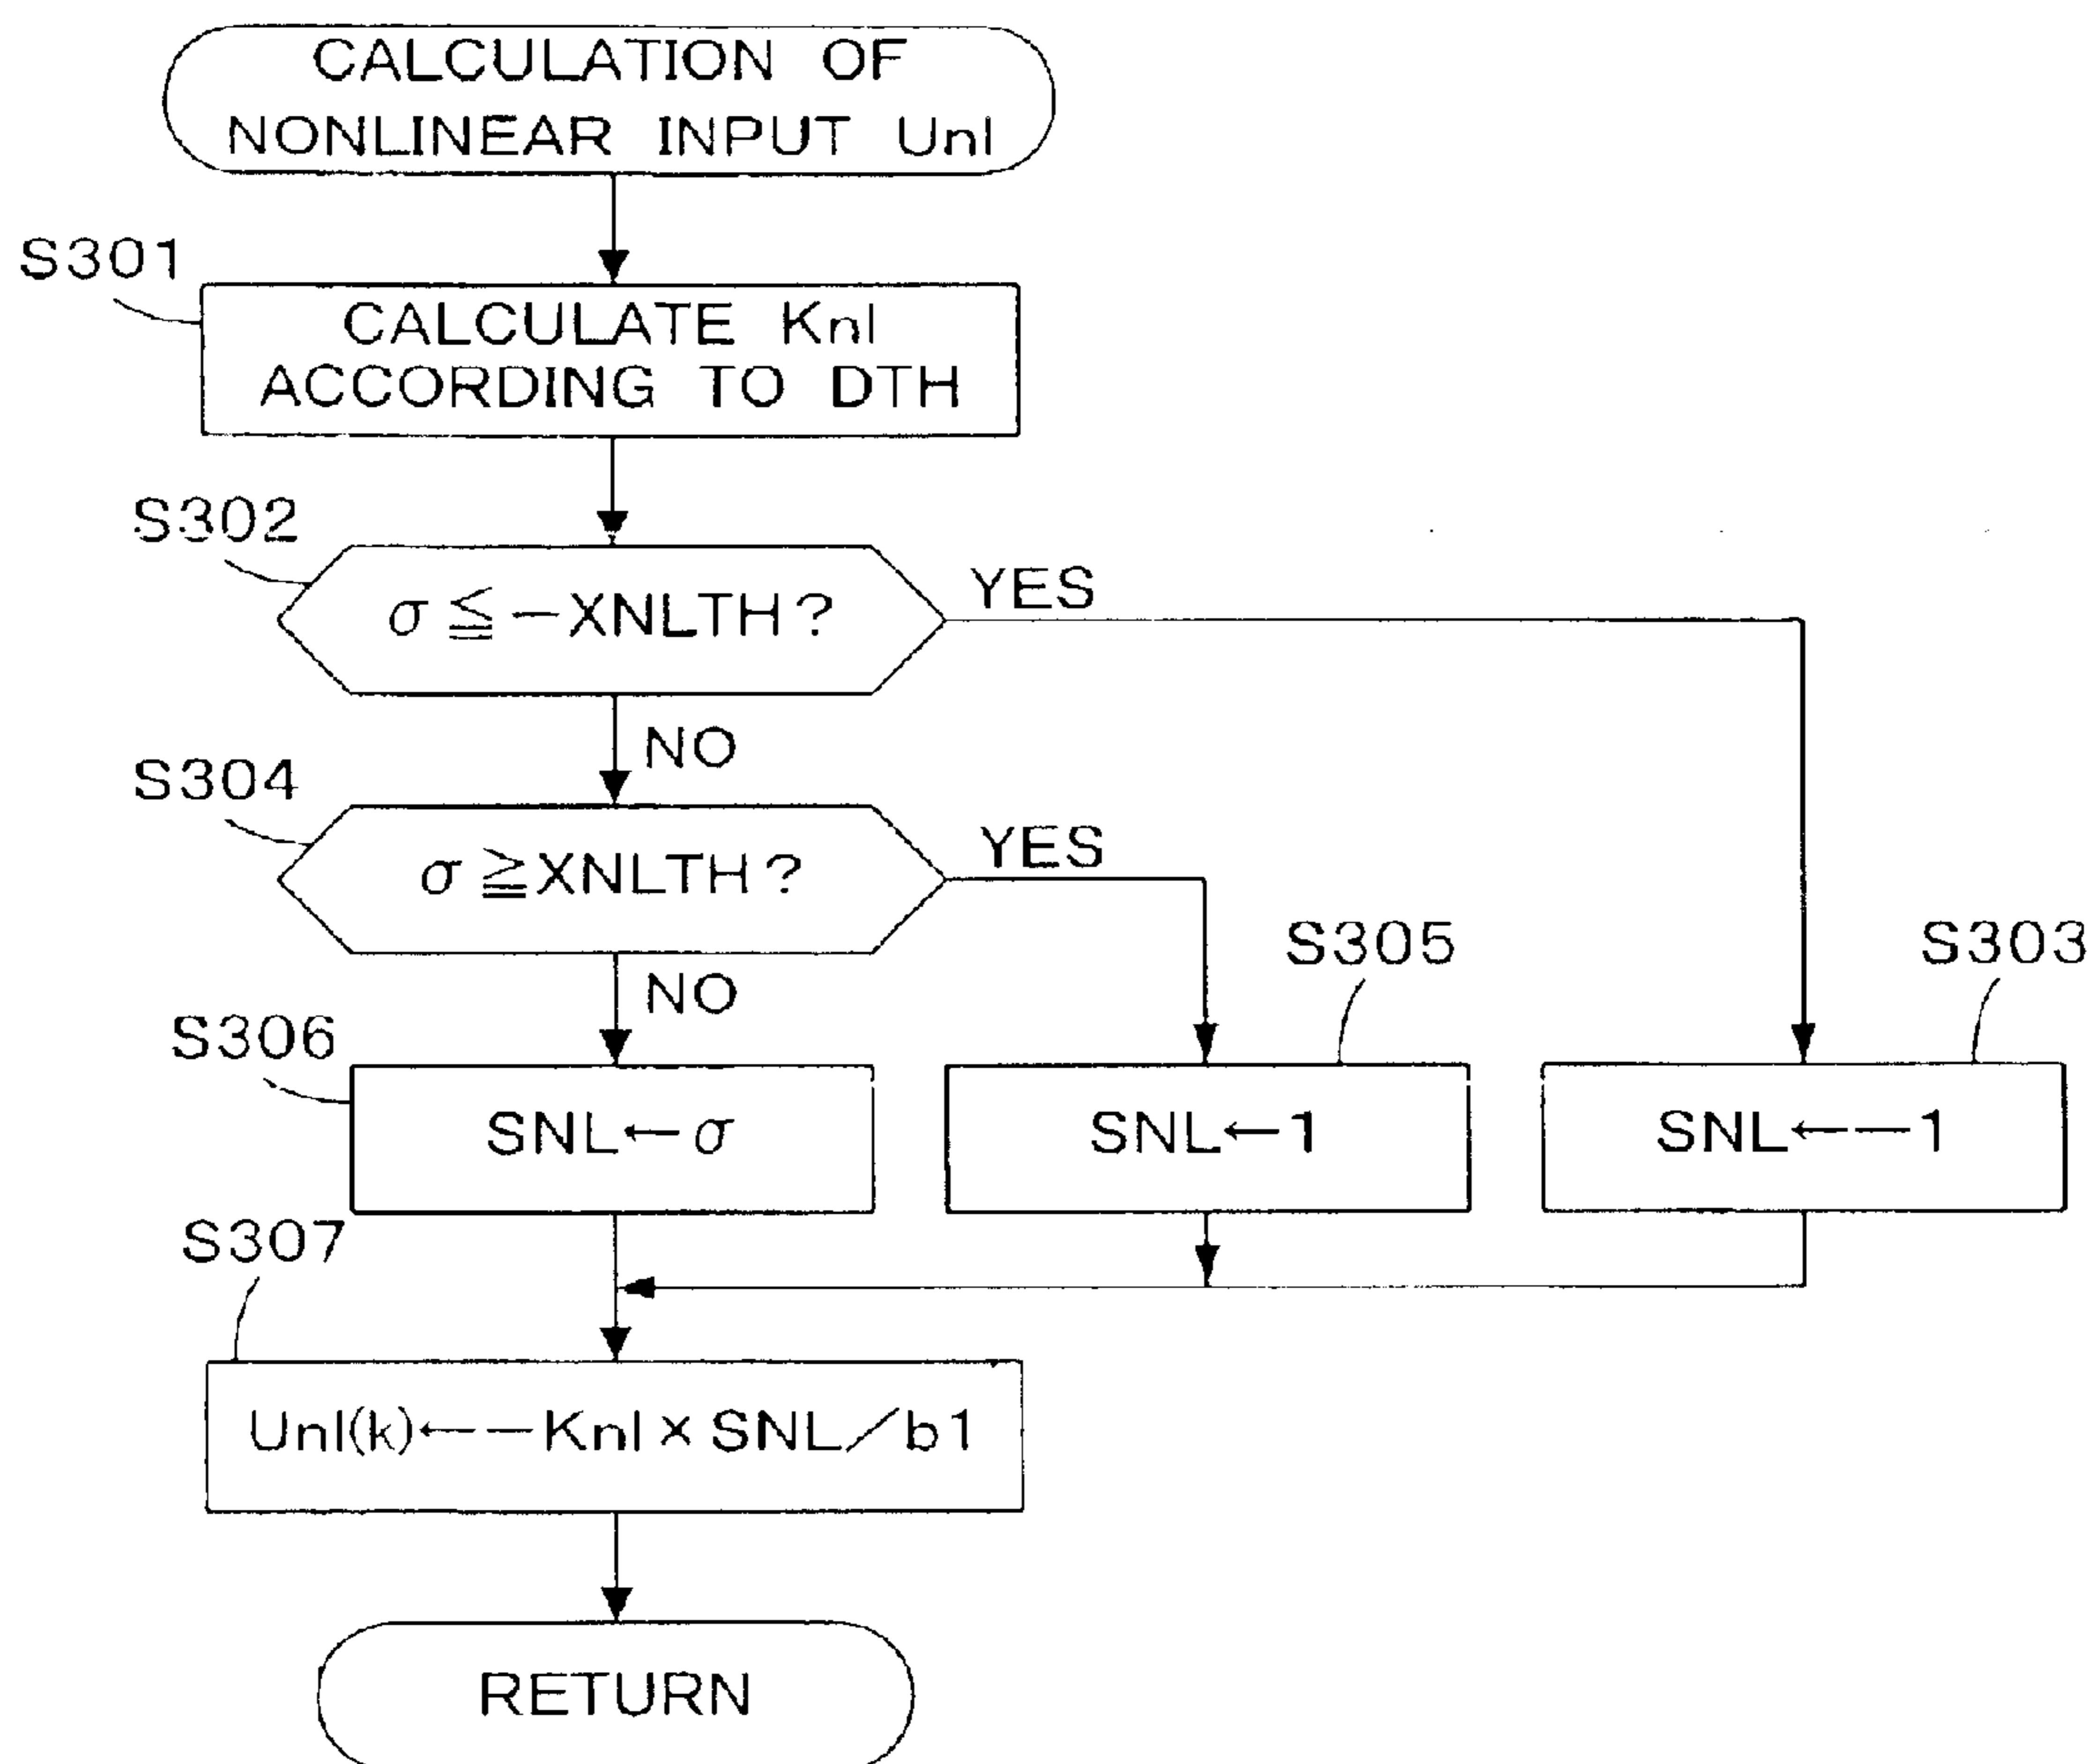 CALCULATION OF
NONLINEAR INPUT Unl
S301
CALCULATE Knl
ACCORDING TO DTH
S302
σ ≦ −XNLTH?
YES
NO
S304
σ ≧XNLTH?
YES
NO
S305
S303
S306
SNL←σ
SNL←1
SNL←−1
S307
Unl(k)←−Knl×SNL/b1
RETURN